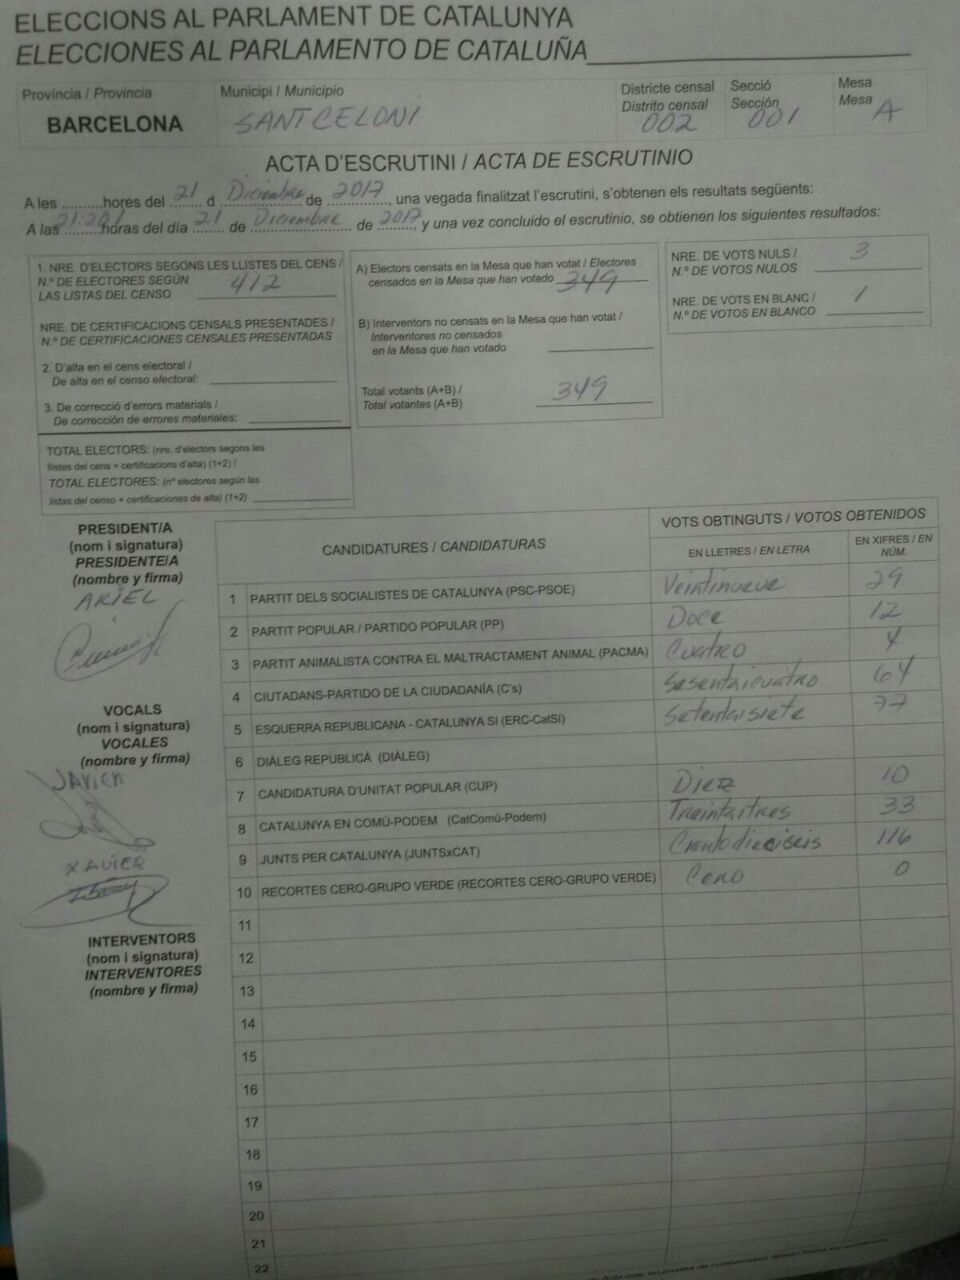 ELECCIONS AL PARLAMENT DE CATALUNYA
ELECCIONES AL PARLAMENTO DE CATALUÑA
Provincia / Provincia
BARCELONA
Municipi / Municipio
SANTCELONI
Districte censal
Distrito censal
002
Secció
Sección
001
Mesa
Mesa A
ACTA D'ESCRUTINI / ACTA DE ESCRUTINIO
A les .........hores del 21 d Diciembre de 2017, una vegada finalitzat l'escrutini, s'obtenen els resultats següents:
A las 21:20 horas del día 21 de Diciembre de 2017, y una vez concluido el escrutinio, se obtienen los siguientes resultados:
1. NRE. D'ELECTORS SEGONS LES LLISTES DEL CENS /
N.º DE ELECTORES SEGÚN
LAS LISTAS DEL CENSO 412
NRE. DE CERTIFICACIONS CENSALS PRESENTADES /
N.º DE CERTIFICACIONES CENSALES PRESENTADAS
2. D'alta en el cens electoral /
De alta en el censo electoral:
3. De correcció d'errors materials /
De corrección de errores materiales:
TOTAL ELECTORS: (nre. d'electors segons les
llistes del cens + certificacions d'alta) (1+2) /
TOTAL ELECTORES: (nº electores según las
listas del censo + certificaciones de alta) (1+2)
A) Electors censats en la Mesa que han votat / Electores
censados en la Mesa que han votado 349
B) Interventors no censats en la Mesa que han votat /
Interventores no censados
en la Mesa que han votado
Total votants (A+B) /
Total votantes (A+B) 349
NRE. DE VOTS NULS /
N.º DE VOTOS NULOS 3
NRE. DE VOTS EN BLANC /
N.º DE VOTOS EN BLANCO 1
PRESIDENT/A
(nom i signatura)
PRESIDENTE/A
(nombre y firma)
ARIEL
VOCALS
(nom i signatura)
VOCALES
(nombre y firma)
JAVIER
XAVIER
INTERVENTORS
(nom i signatura)
INTERVENTORES
(nombre y firma)
CANDIDATURES / CANDIDATURAS
VOTS OBTINGUTS / VOTOS OBTENIDOS
EN LLETRES / EN LETRA
EN XIFRES / EN
NÚM.
1 PARTIT DELS SOCIALISTES DE CATALUNYA (PSC-PSOE) Veintinueve 29
2 PARTIT POPULAR / PARTIDO POPULAR (PP) Doce 12
3 PARTIT ANIMALISTA CONTRA EL MALTRACTAMENT ANIMAL (PACMA) Cuatro 4
4 CIUTADANS-PARTIDO DE LA CIUDADANÍA (C's) Sesentaicuatro 64
5 ESQUERRA REPUBLICANA - CATALUNYA SI (ERC-CatSí) Setentaisiete 77
6 DIÀLEG REPUBLICÀ (DIÀLEG)
7 CANDIDATURA D'UNITAT POPULAR (CUP) Diez 10
8 CATALUNYA EN COMÚ-PODEM (CatComú-Podem) Treintaitres 33
9 JUNTS PER CATALUNYA (JUNTSxCAT) Cientodieciseis 116
10 RECORTES CERO-GRUPO VERDE (RECORTES CERO-GRUPO VERDE) Cero 0
11
12
13
14
15
16
17
18
19
20
21
22